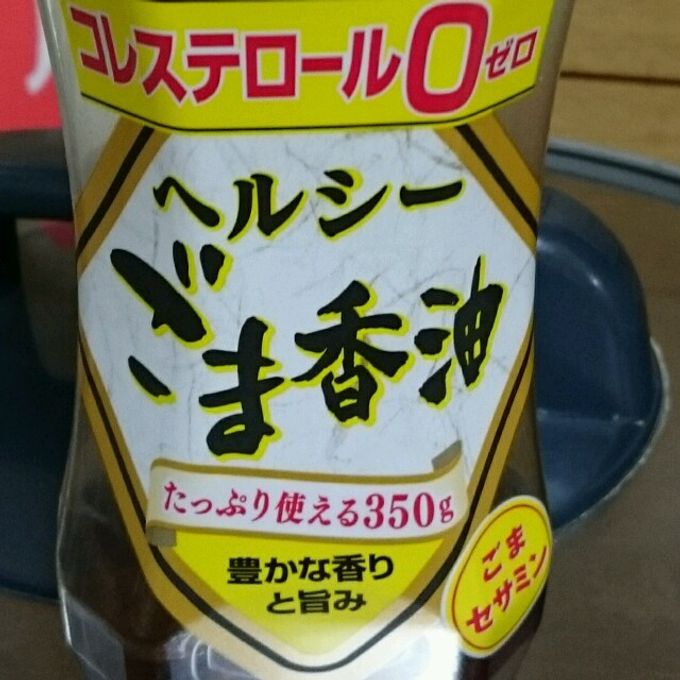 コレステロール0ゼロ
ヘルシー
ごま香油
たっぷり使える350g
豊かな香り
と旨み
ごま
セサミン